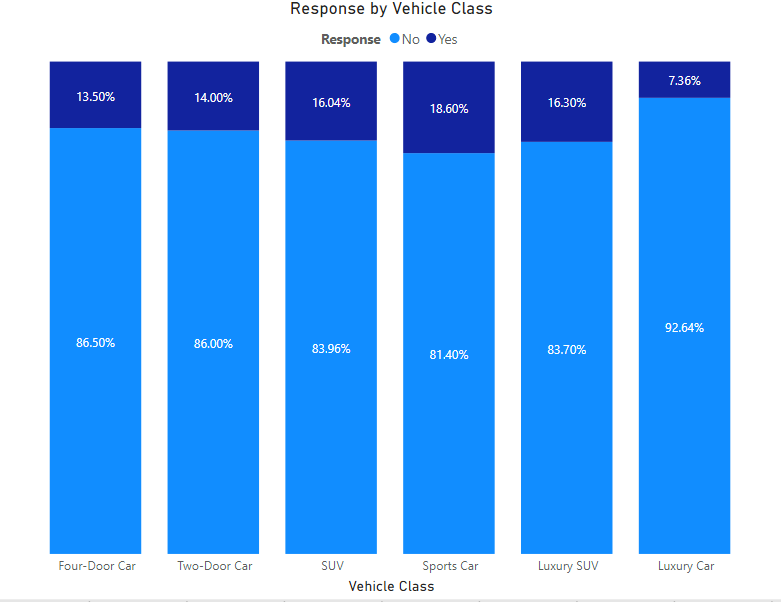 Response by Vehicle Class
Response No Yes
13.50% 14.00% 16.04% 18.60% 16.30% 7.36%
86.50% 86.00% 83.96% 81.40% 83.70% 92.64%
Four-Door Car Two-Door Car SUV Sports Car Luxury SUV Luxury Car
Vehicle Class